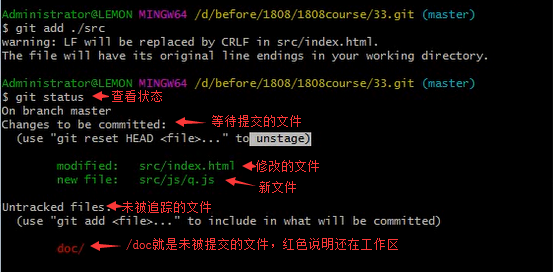 Administrator@LEMON MINGW64 /d/before/1808/1808course/33.git (master)
$ git add ./src
warning: LF will be replaced by CRLF in src/index.html.
The file will have its original line endings in your working directory.
Administrator@LEMON MINGW64 /d/before/1808/1808course/33.git (master)
$ git status 查看状态
On branch master
Changes to be committed: 等待提交的文件
(use "git reset HEAD <file>..." to unstage)
modified: src/index.html 修改的文件
new file: src/js/q.js 新文件
Untracked files: 未被追踪的文件
(use "git add <file>..." to include in what will be committed)
doc/ /doc就是未被提交的文件，红色说明还在工作区